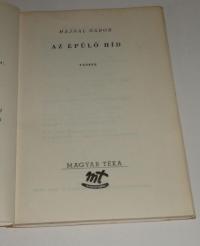 HAJNAL GÁBOR
AZ ÉPÜLŐ HÍD
VERSEK
MAGYAR TÉKA
mt